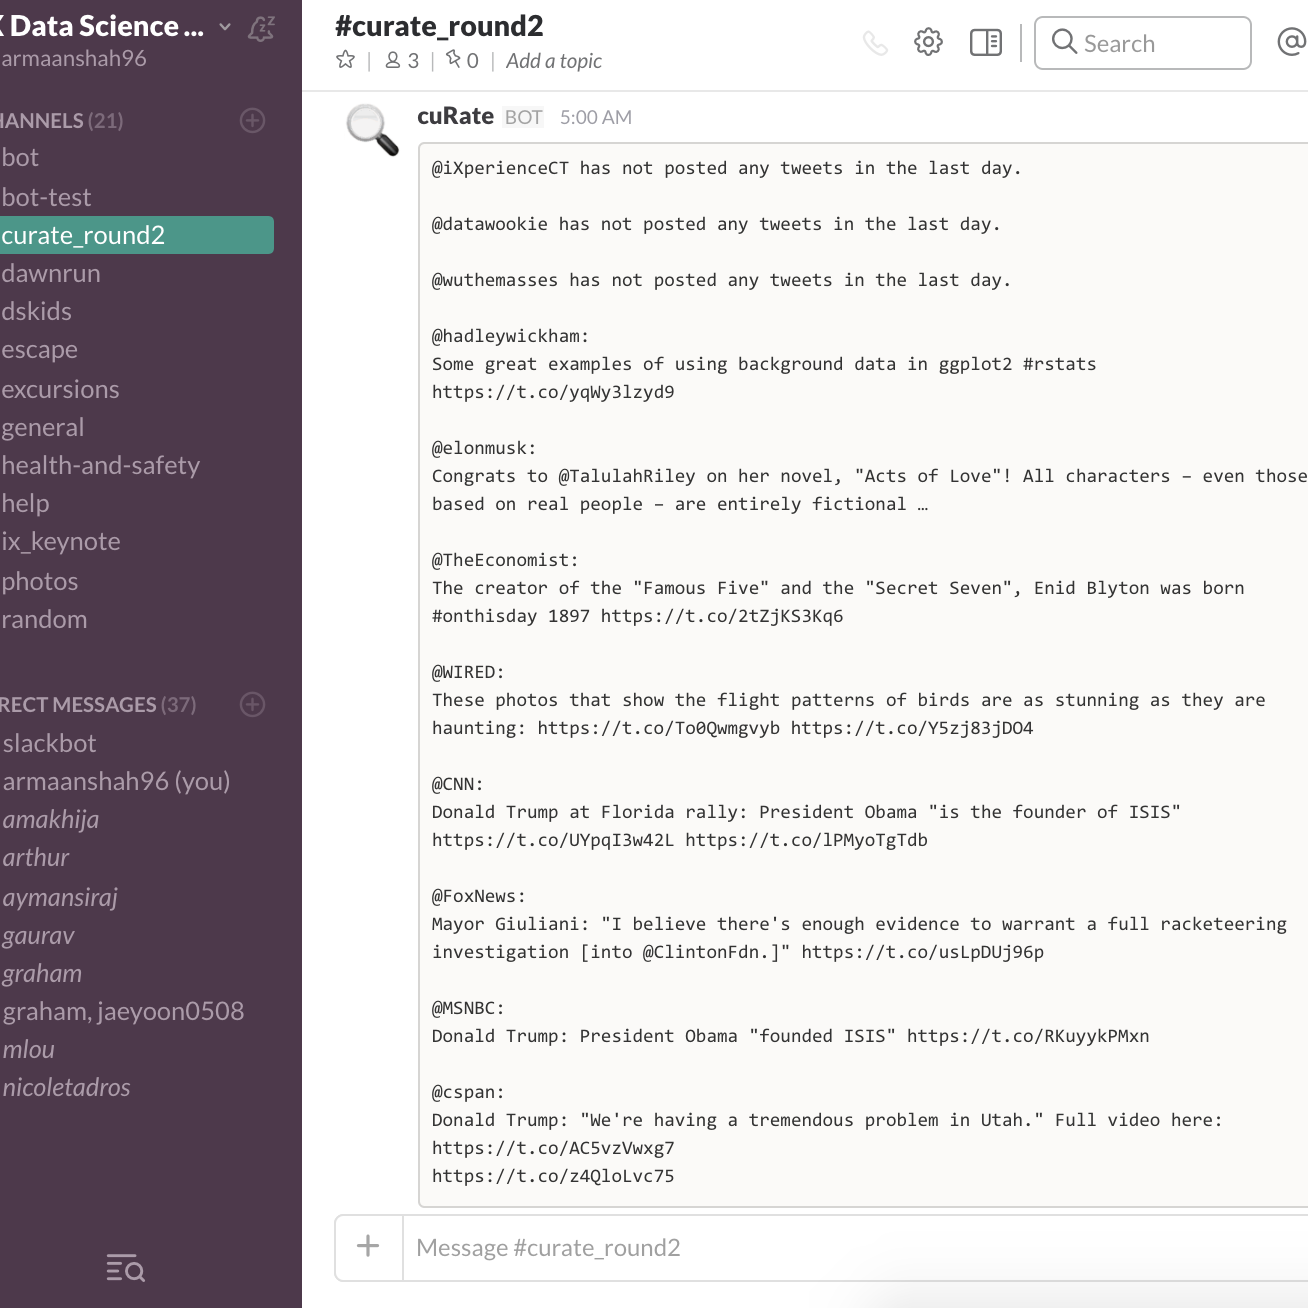 Data Science ...
armaanshah96
#curate_round2
3
0
Add a topic
Search
@
(21)
bot
bot-test
curate_round2
dawnrun
dskids
escape
excursions
general
health-and-safety
help
ix_keynote
photos
random
MESSAGES (37)
slackbot
armaanshah96 (you)
amakhija
arthur
aymansiraj
gaurav
graham
graham, jaeyoon0508
mlou
nicoletadros
cuRate BOT 5:00 AM
@iXperienceCT has not posted any tweets in the last day.
@datawookie has not posted any tweets in the last day.
@wuthemasses has not posted any tweets in the last day.
@hadleywickham:
Some great examples of using background data in ggplot2 #rstats
https://t.co/yqWy3lzyd9
@elonmusk:
Congrats to @TalulahRiley on her novel, "Acts of Love"! All characters – even those
based on real people – are entirely fictional …
@TheEconomist:
The creator of the "Famous Five" and the "Secret Seven", Enid Blyton was born
#onthisday 1897 https://t.co/2tZjKS3Kq6
@WIRED:
These photos that show the flight patterns of birds are as stunning as they are
haunting: https://t.co/To0Qwmgvyb https://t.co/Y5zj83jDO4
@CNN:
Donald Trump at Florida rally: President Obama "is the founder of ISIS"
https://t.co/UYpqI3w42L https://t.co/lPMyoTgTdb
@FoxNews:
Mayor Giuliani: "I believe there's enough evidence to warrant a full racketeering
investigation [into @ClintonFdn.]" https://t.co/usLpDUj96p
@MSNBC:
Donald Trump: President Obama "founded ISIS" https://t.co/RKuyykPMxn
@cspan:
Donald Trump: "We're having a tremendous problem in Utah." Full video here:
https://t.co/AC5vzVwxg7
https://t.co/z4QloLvc75
Message #curate_round2